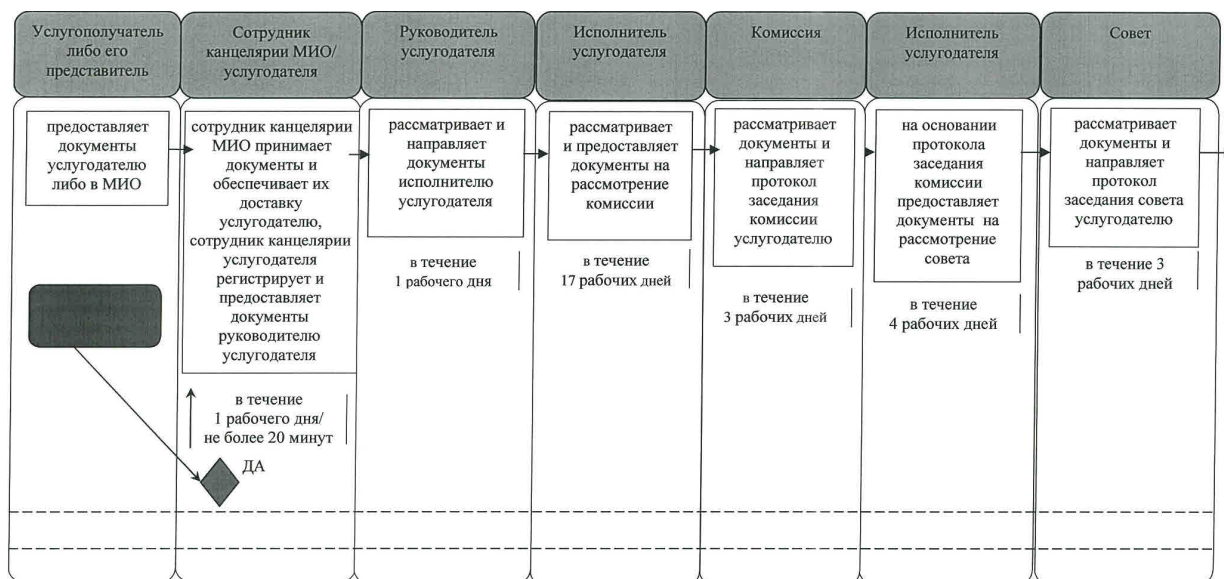 Услугополучатель
либо его
представитель
Сотрудник
канцелярии МИО/
услугодателя
Руководитель
услугодателя
Исполнитель
услугодателя
Комиссия
Исполнитель
услугодателя
Совет
предоставляет
документы
услугодателю
либо в МИО
сотрудник канцелярии
МИО принимает
документы и
обеспечивает их
доставку
услугодателю,
сотрудник канцелярии
услугодателя
регистрирует и
предоставляет
документы
руководителю
услугодателя
в течение
1 рабочего дня/
не более 20 минут
ДА
рассматривает и
направляет
документы
исполнителю
услугодателя
в течение
1 рабочего дня
рассматривает
и предоставляет
документы на
рассмотрение
комиссии
в течение
17 рабочих дней
рассматривает
документы и
направляет
протокол
заседания
комиссии
услугодателю
в течение
3 рабочих дней
на основании
протокола
заседания
комиссии
предоставляет
документы на
рассмотрение
совета
в течение
4 рабочих дней
рассматривает
документы и
направляет
протокол
заседания совета
услугодателю
в течение 3
рабочих дней